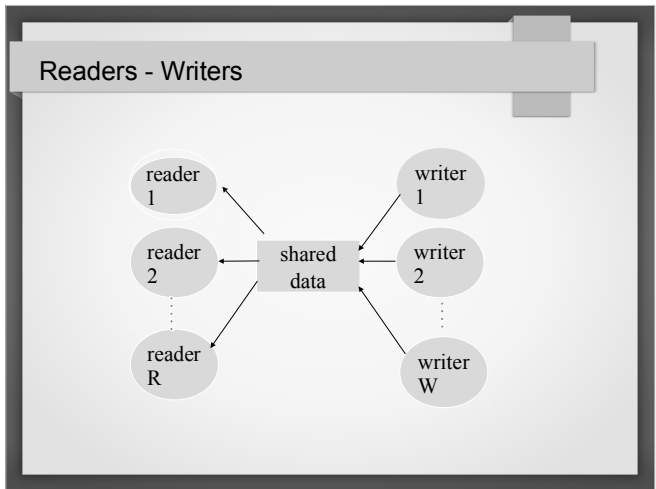 Readers - Writers
reader
1
writer
1
reader
2
shared
data
writer
2
reader
R
writer
W